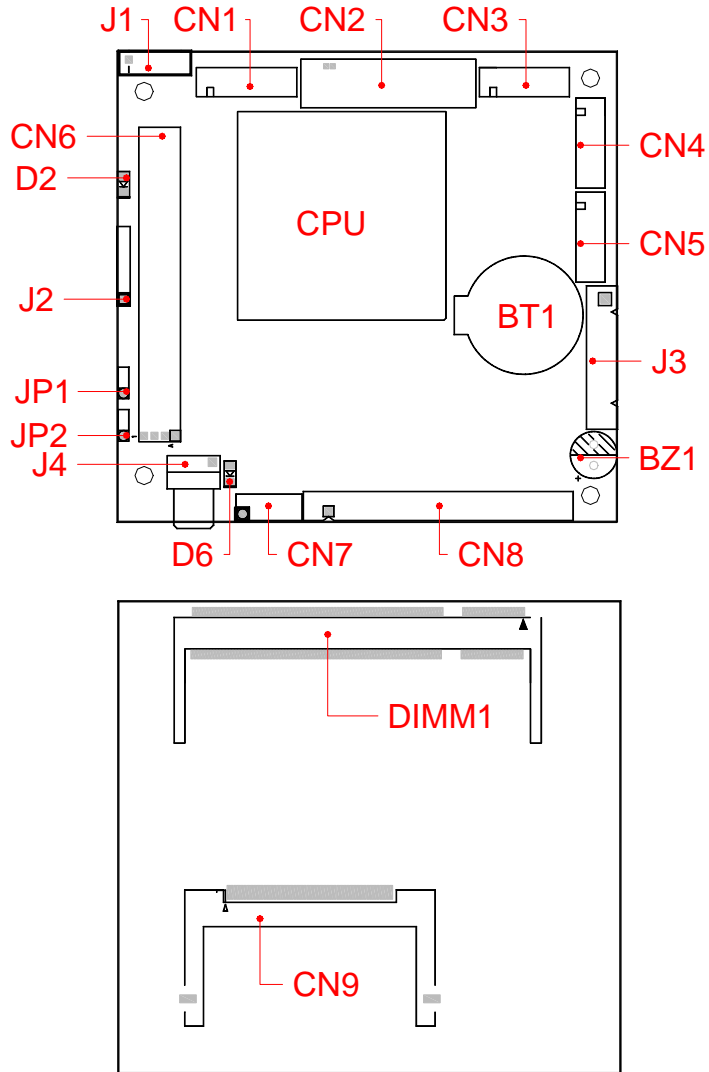 J1 CN1 CN2 CN3
CN6
CN4
D2
CPU
CN5
J2
BT1
J3
JP1
JP2
J4
BZ1
+
D6 CN7 CN8
DIMM1
CN9